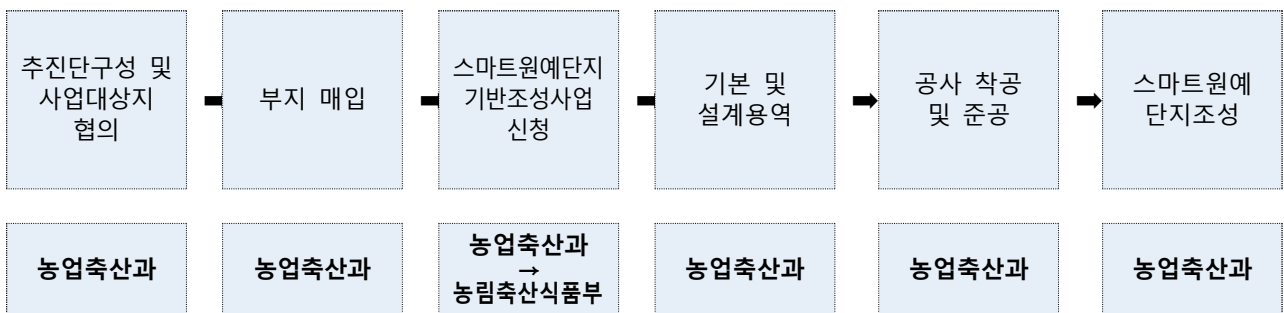 추진단구성 및
사업대상지
협의
➡
부지 매입
➡
스마트원예단지
기반조성사업
신청
➡
기본 및
설계용역
➡
공사 착공
및 준공
➡
스마트원예
단지조성
농업축산과
농업축산과
농업축산과
→
농림축산식품부
농업축산과
농업축산과
농업축산과